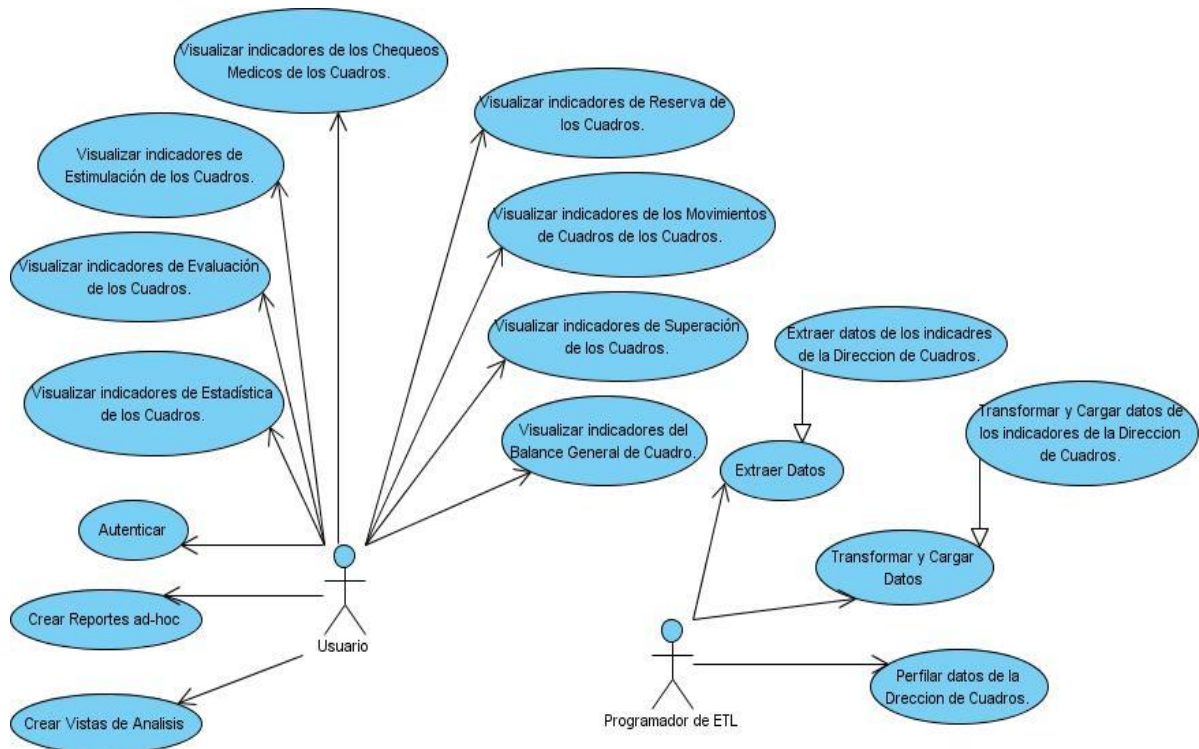 Visualizar indicadores de los Chequeos
Medicos de los Cuadros.
Visualizar indicadores de Reserva de
los Cuadros.
Visualizar indicadores de
Estimulación de los Cuadros.
Visualizar indicadores de los Movimientos
de Cuadros de los Cuadros.
Visualizar indicadores de Evaluación
de los Cuadros.
Visualizar indicadores de Superación
de los Cuadros.
Extraer datos de los indicadres
de la Direccion de Cuadros.
Visualizar indicadores de Estadística
de los Cuadros.
Visualizar indicadores del
Balance General de Cuadro.
Transformar y Cargar datos de
los indicadores de la Direccion
de Cuadros.
Extraer Datos
Autenticar
Transformar y Cargar
Datos
Crear Reportes ad-hoc
Usuario
Perfilar datos de la
Dreccion de Cuadros.
Crear Vistas de Analisis
Programador de ETL